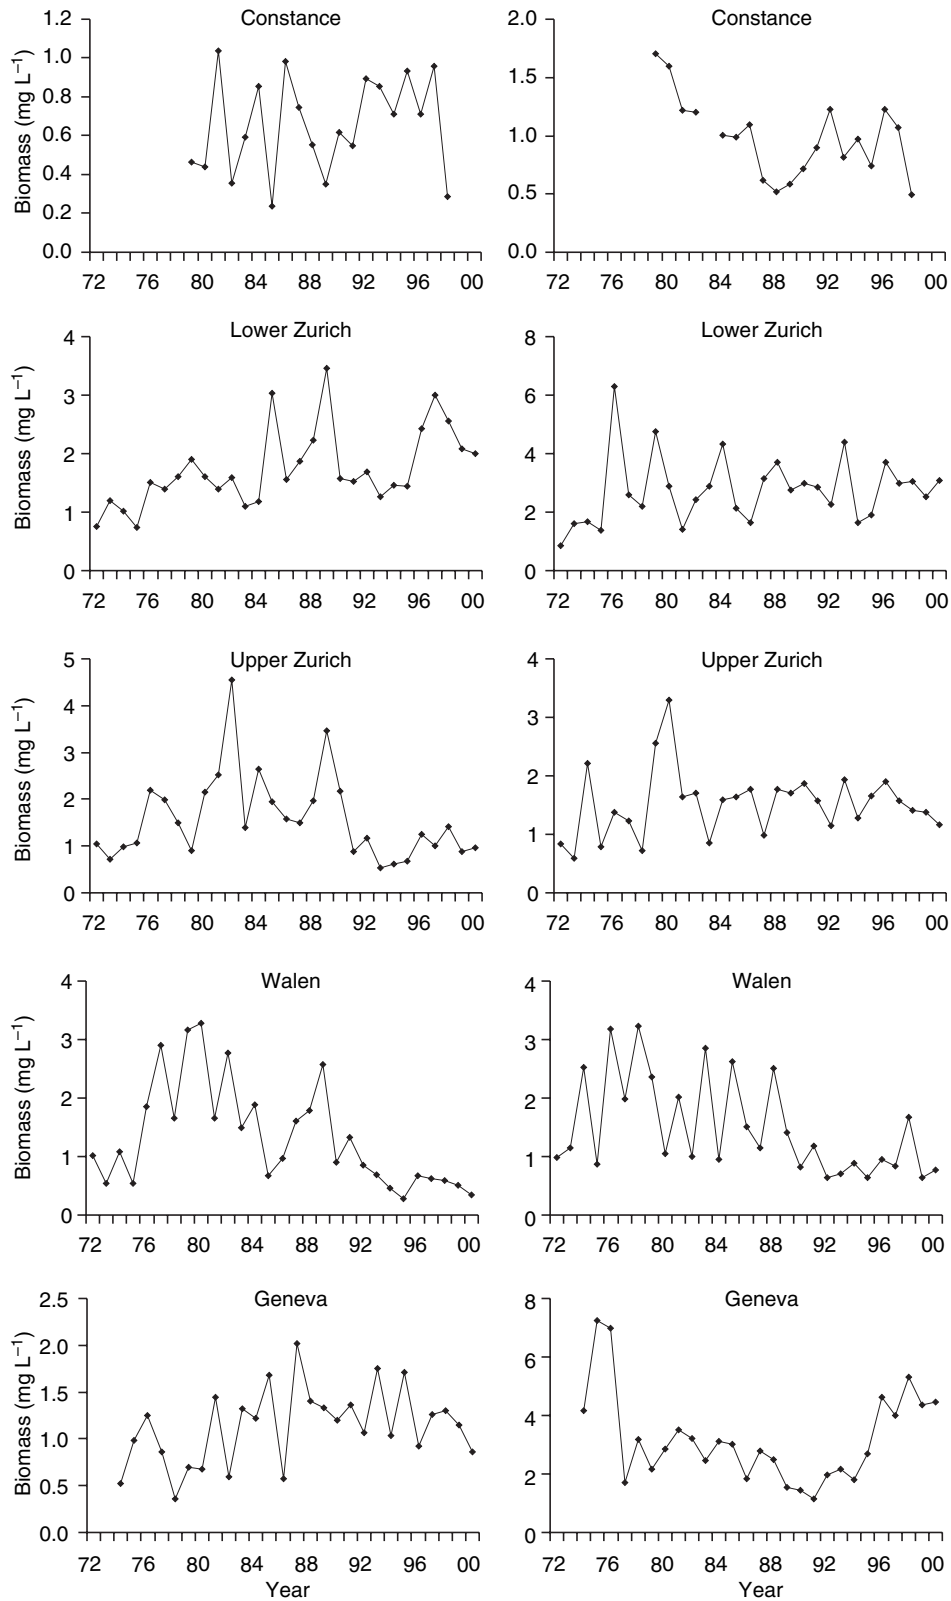 Constance
Biomass (mg L⁻¹)
1.2
1.0
0.8
0.6
0.4
0.2
0.0
72 76 80 84 88 92 96 00
Constance
2.0
1.5
1.0
0.5
0.0
72 76 80 84 88 92 96 00
Lower Zurich
Biomass (mg L⁻¹)
4
3
2
1
0
72 76 80 84 88 92 96 00
Lower Zurich
8
6
4
2
0
72 76 80 84 88 92 96 00
Upper Zurich
Biomass (mg L⁻¹)
5
4
3
2
1
0
72 76 80 84 88 92 96 00
Upper Zurich
4
3
2
1
0
72 76 80 84 88 92 96 00
Walen
Biomass (mg L⁻¹)
4
3
2
1
0
72 76 80 84 88 92 96 00
Walen
4
3
2
1
0
72 76 80 84 88 92 96 00
Geneva
Biomass (mg L⁻¹)
2.5
2.0
1.5
1.0
0.5
0.0
72 76 80 84 88 92 96 00
Year
Geneva
8
6
4
2
0
72 76 80 84 88 92 96 00
Year